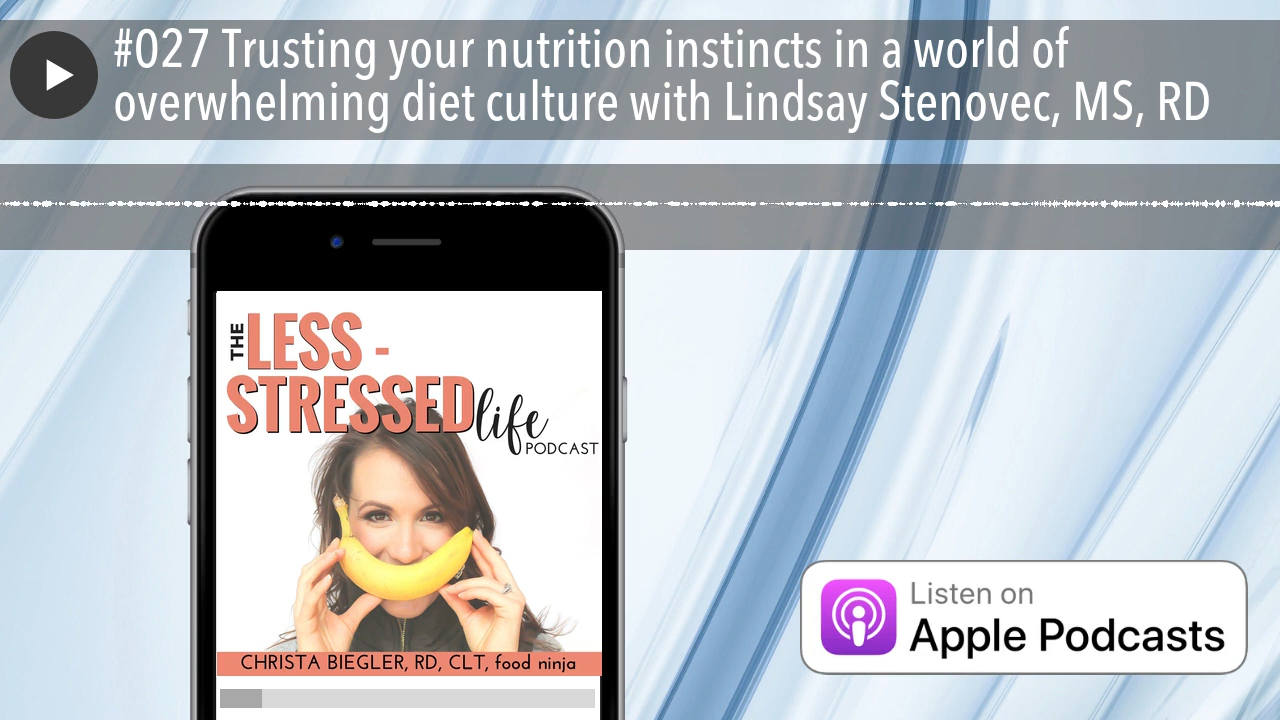 #027 Trusting your nutrition instincts in a world of
overwhelming diet culture with Lindsay Stenovec, MS, RD
THE LESS -
STRESSED life
PODCAST
CHRISTA BIEGLER, RD, CLT, food ninja
Listen on
Apple Podcasts